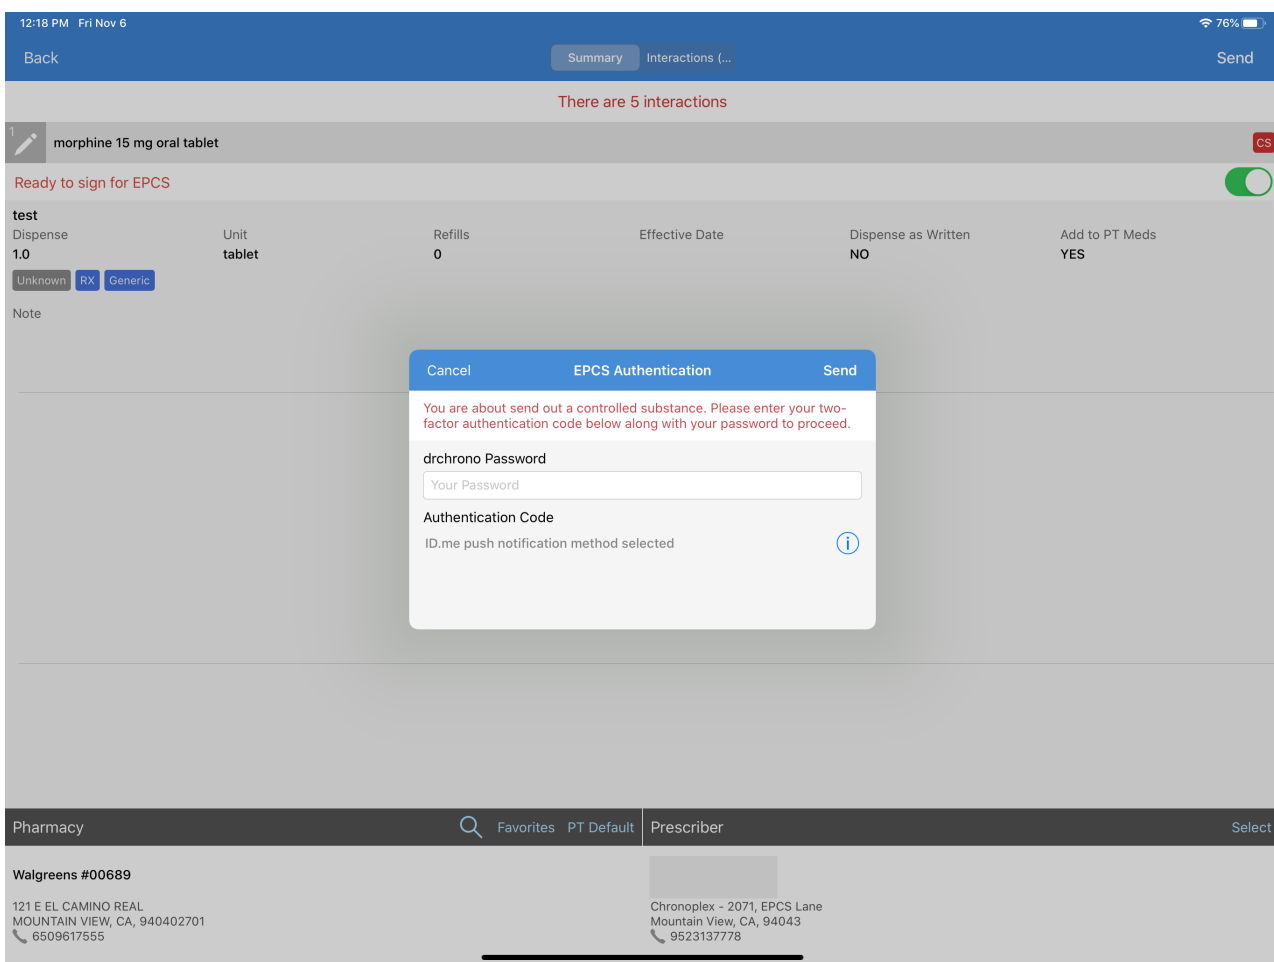 12:18 PM Fri Nov 6
76%
Back
Summary
Interactions (...
Send
There are 5 interactions
1
morphine 15 mg oral tablet
CS
Ready to sign for EPCS
test
Dispense Unit Refills Effective Date Dispense as Written Add to PT Meds
1.0 tablet 0 NO YES
Unknown RX Generic
Note
Cancel EPCS Authentication Send
You are about send out a controlled substance. Please enter your two-
factor authentication code below along with your password to proceed.
drchrono Password
Your Password
Authentication Code
ID.me push notification method selected
i
Pharmacy Favorites PT Default
Prescriber Select
Walgreens #00689
121 E EL CAMINO REAL
MOUNTAIN VIEW, CA, 940402701
6509617555
Chronoplex - 2071, EPCS Lane
Mountain View, CA, 94043
9523137778